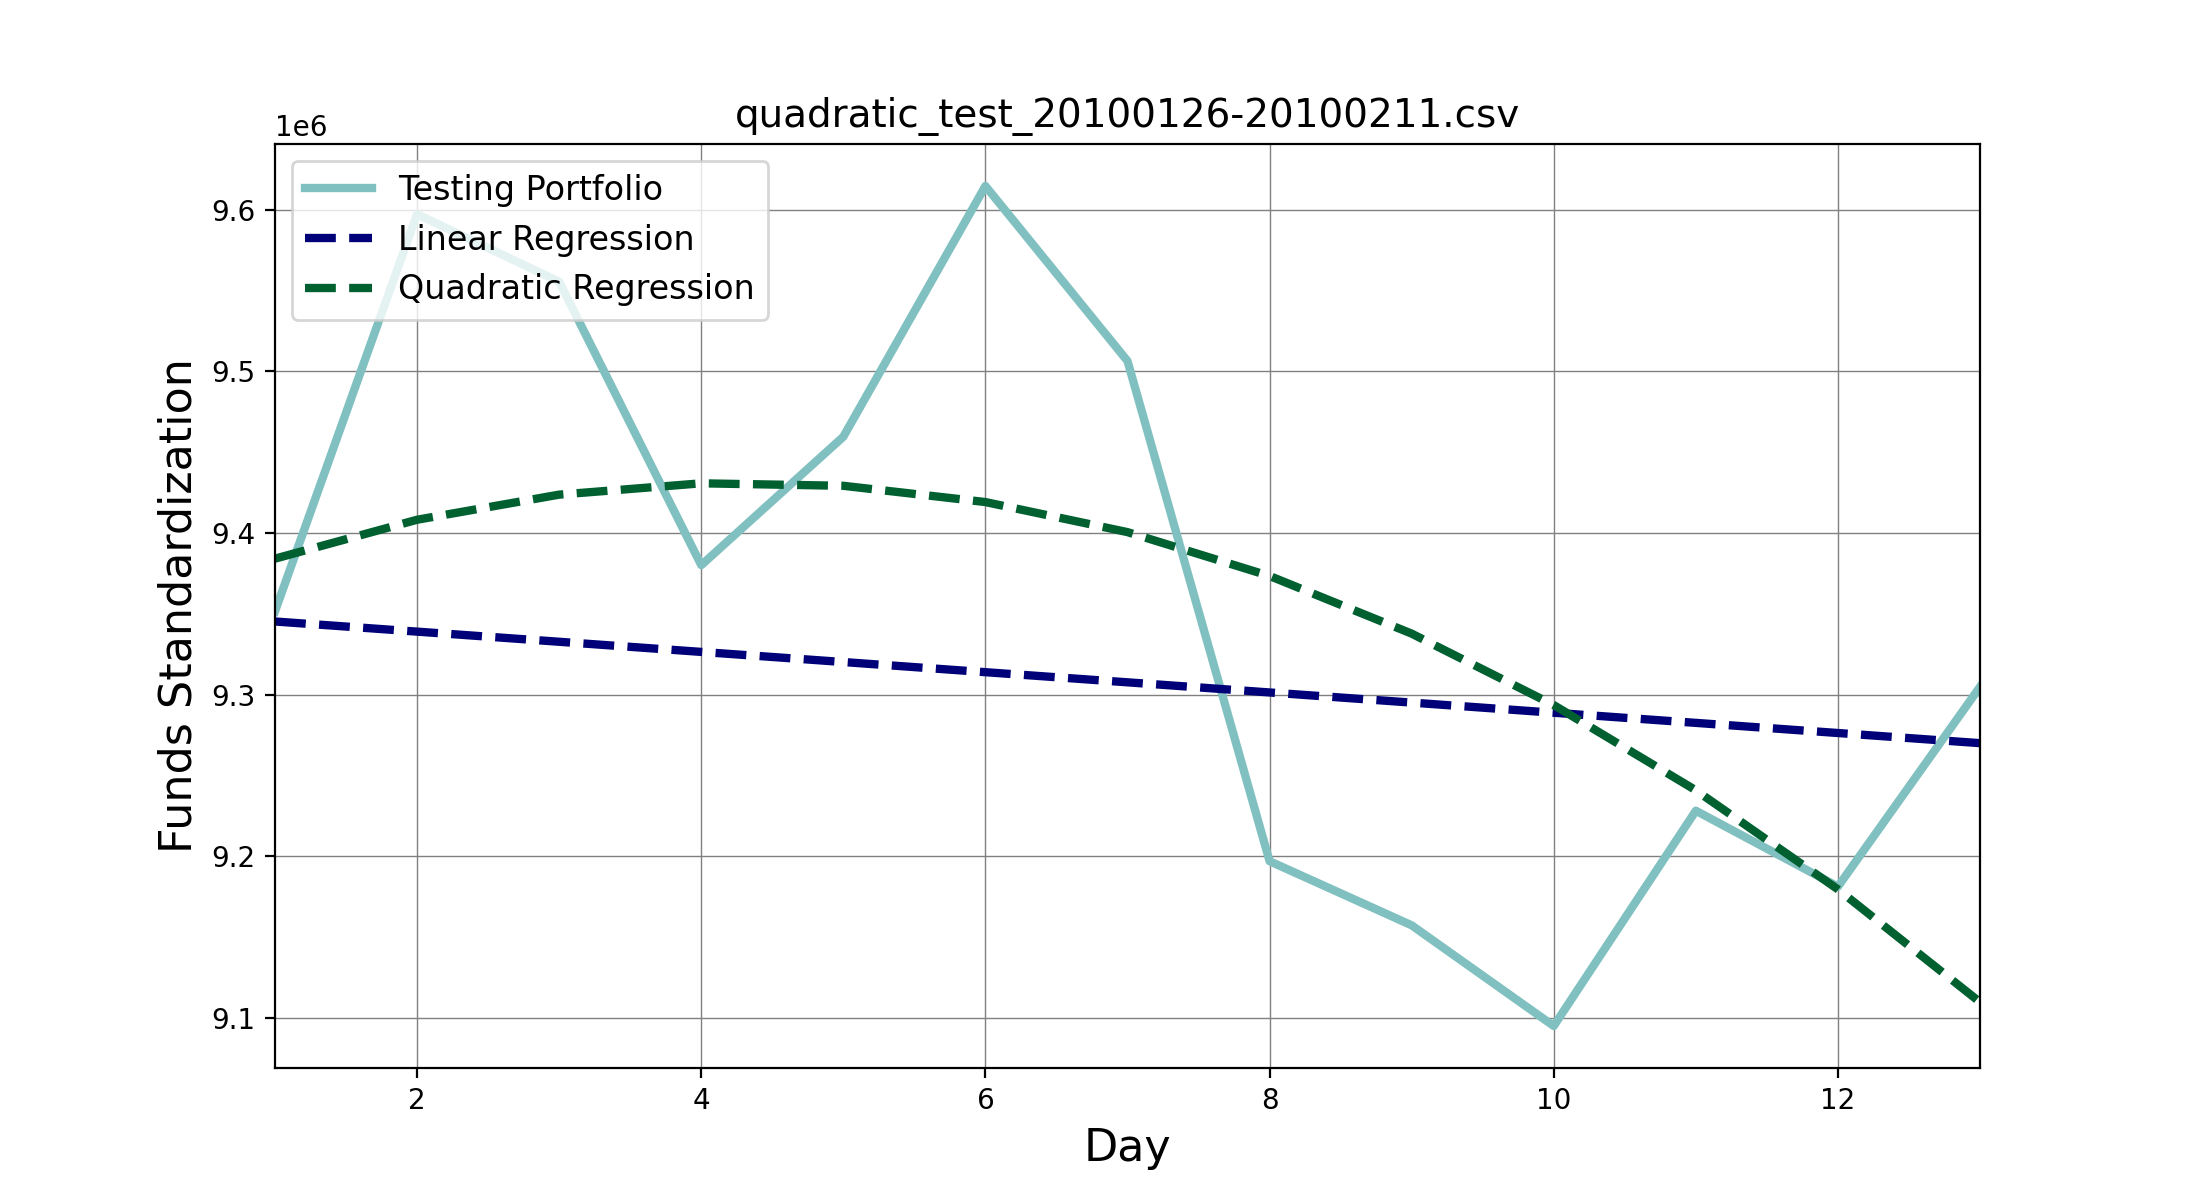 quadratic_test_20100126-20100211.csv
1e6
Testing Portfolio
Linear Regression
Quadratic Regression
Funds Standardization
9.6
9.5
9.4
9.3
9.2
9.1
2 4 6 8 10 12
Day